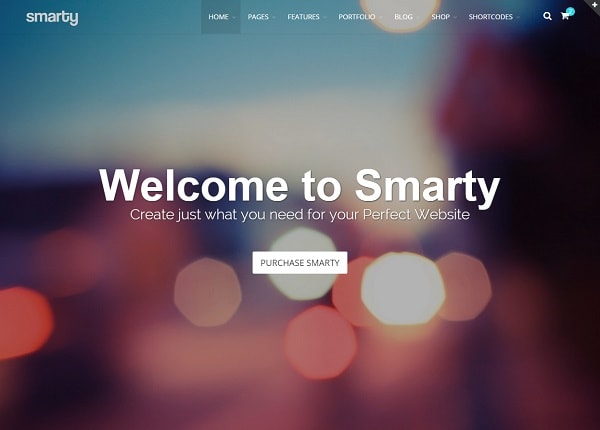 smarty
HOME PAGES FEATURES PORTFOLIO BLOG SHOP SHORTCODES
2
Welcome to Smarty
Create just what you need for your Perfect Website
PURCHASE SMARTY